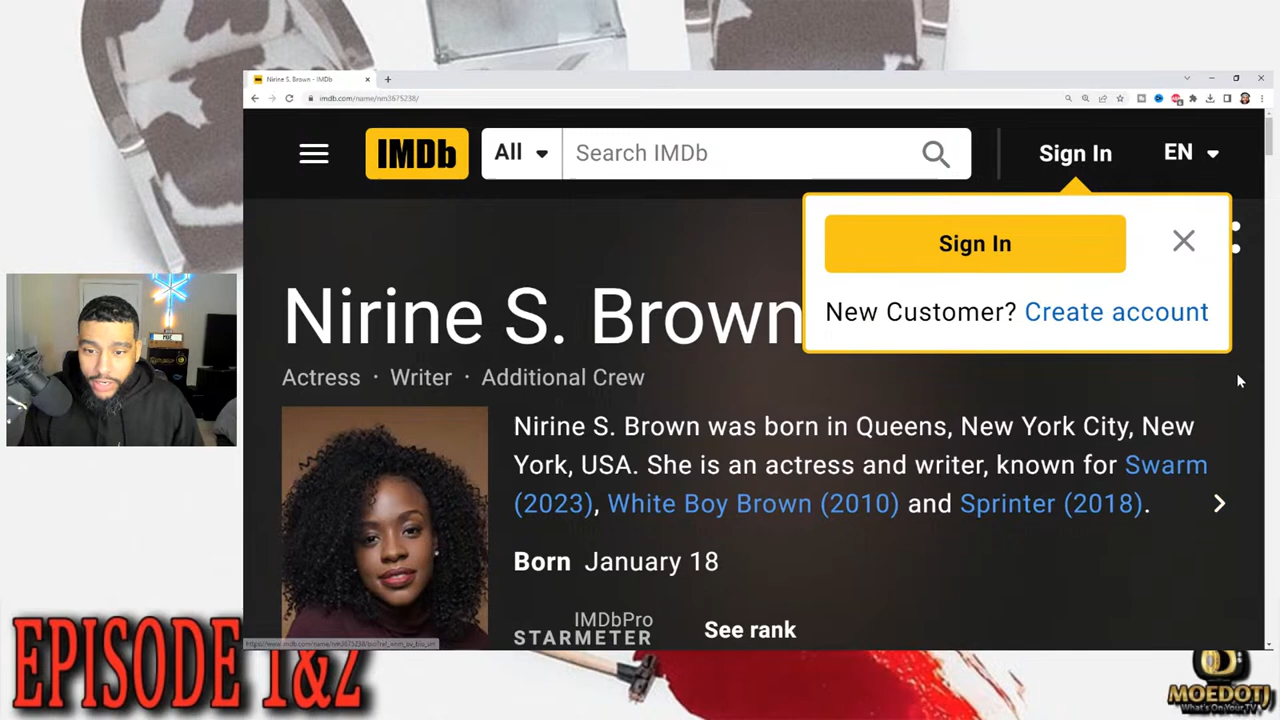 Nirine S. Brown - IMDb
imdb.com/name/nm3675238/
IMDb
All
Search IMDb
Sign In
EN
Sign In
New Customer? Create account
Nirine S. Brown
Actress · Writer · Additional Crew
Nirine S. Brown was born in Queens, New York City, New
York, USA. She is an actress and writer, known for Swarm
(2023), White Boy Brown (2010) and Sprinter (2018).
Born January 18
IMDbPro
STARMETER
See rank
EPISODE 1&2
MOEDOTJ
What's On Your TV